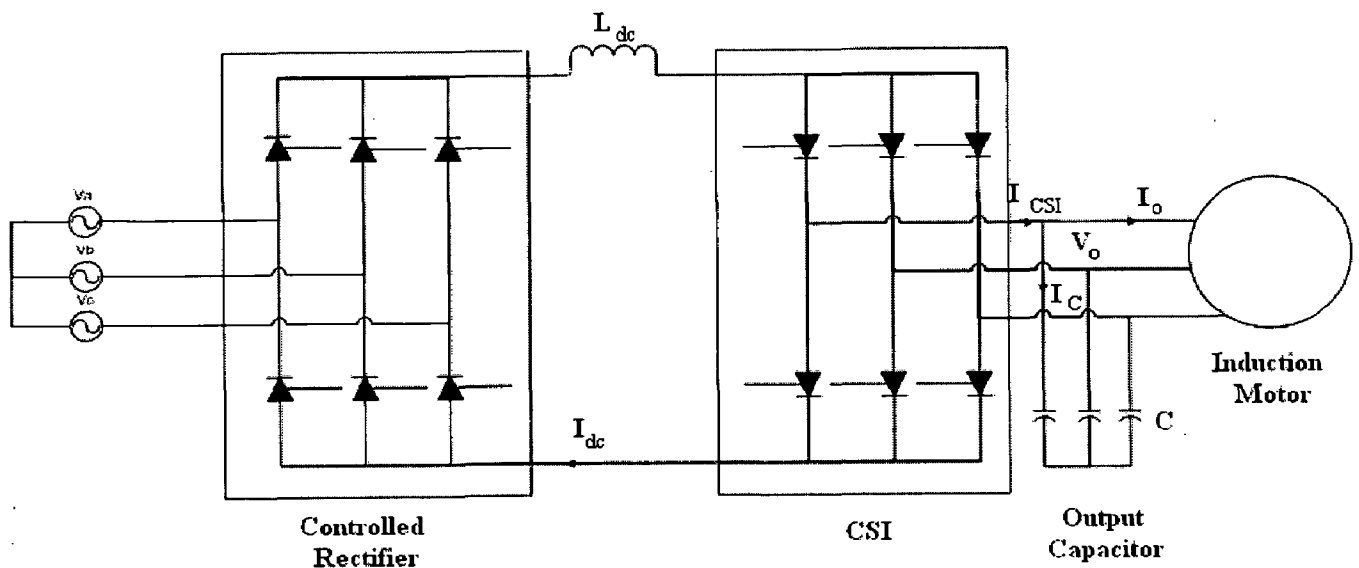 L dc
Va
Vb
Vc
I CSI
I o
V o
I C
I dc
C
Induction
Motor
Controlled
Rectifier
CSI
Output
Capacitor